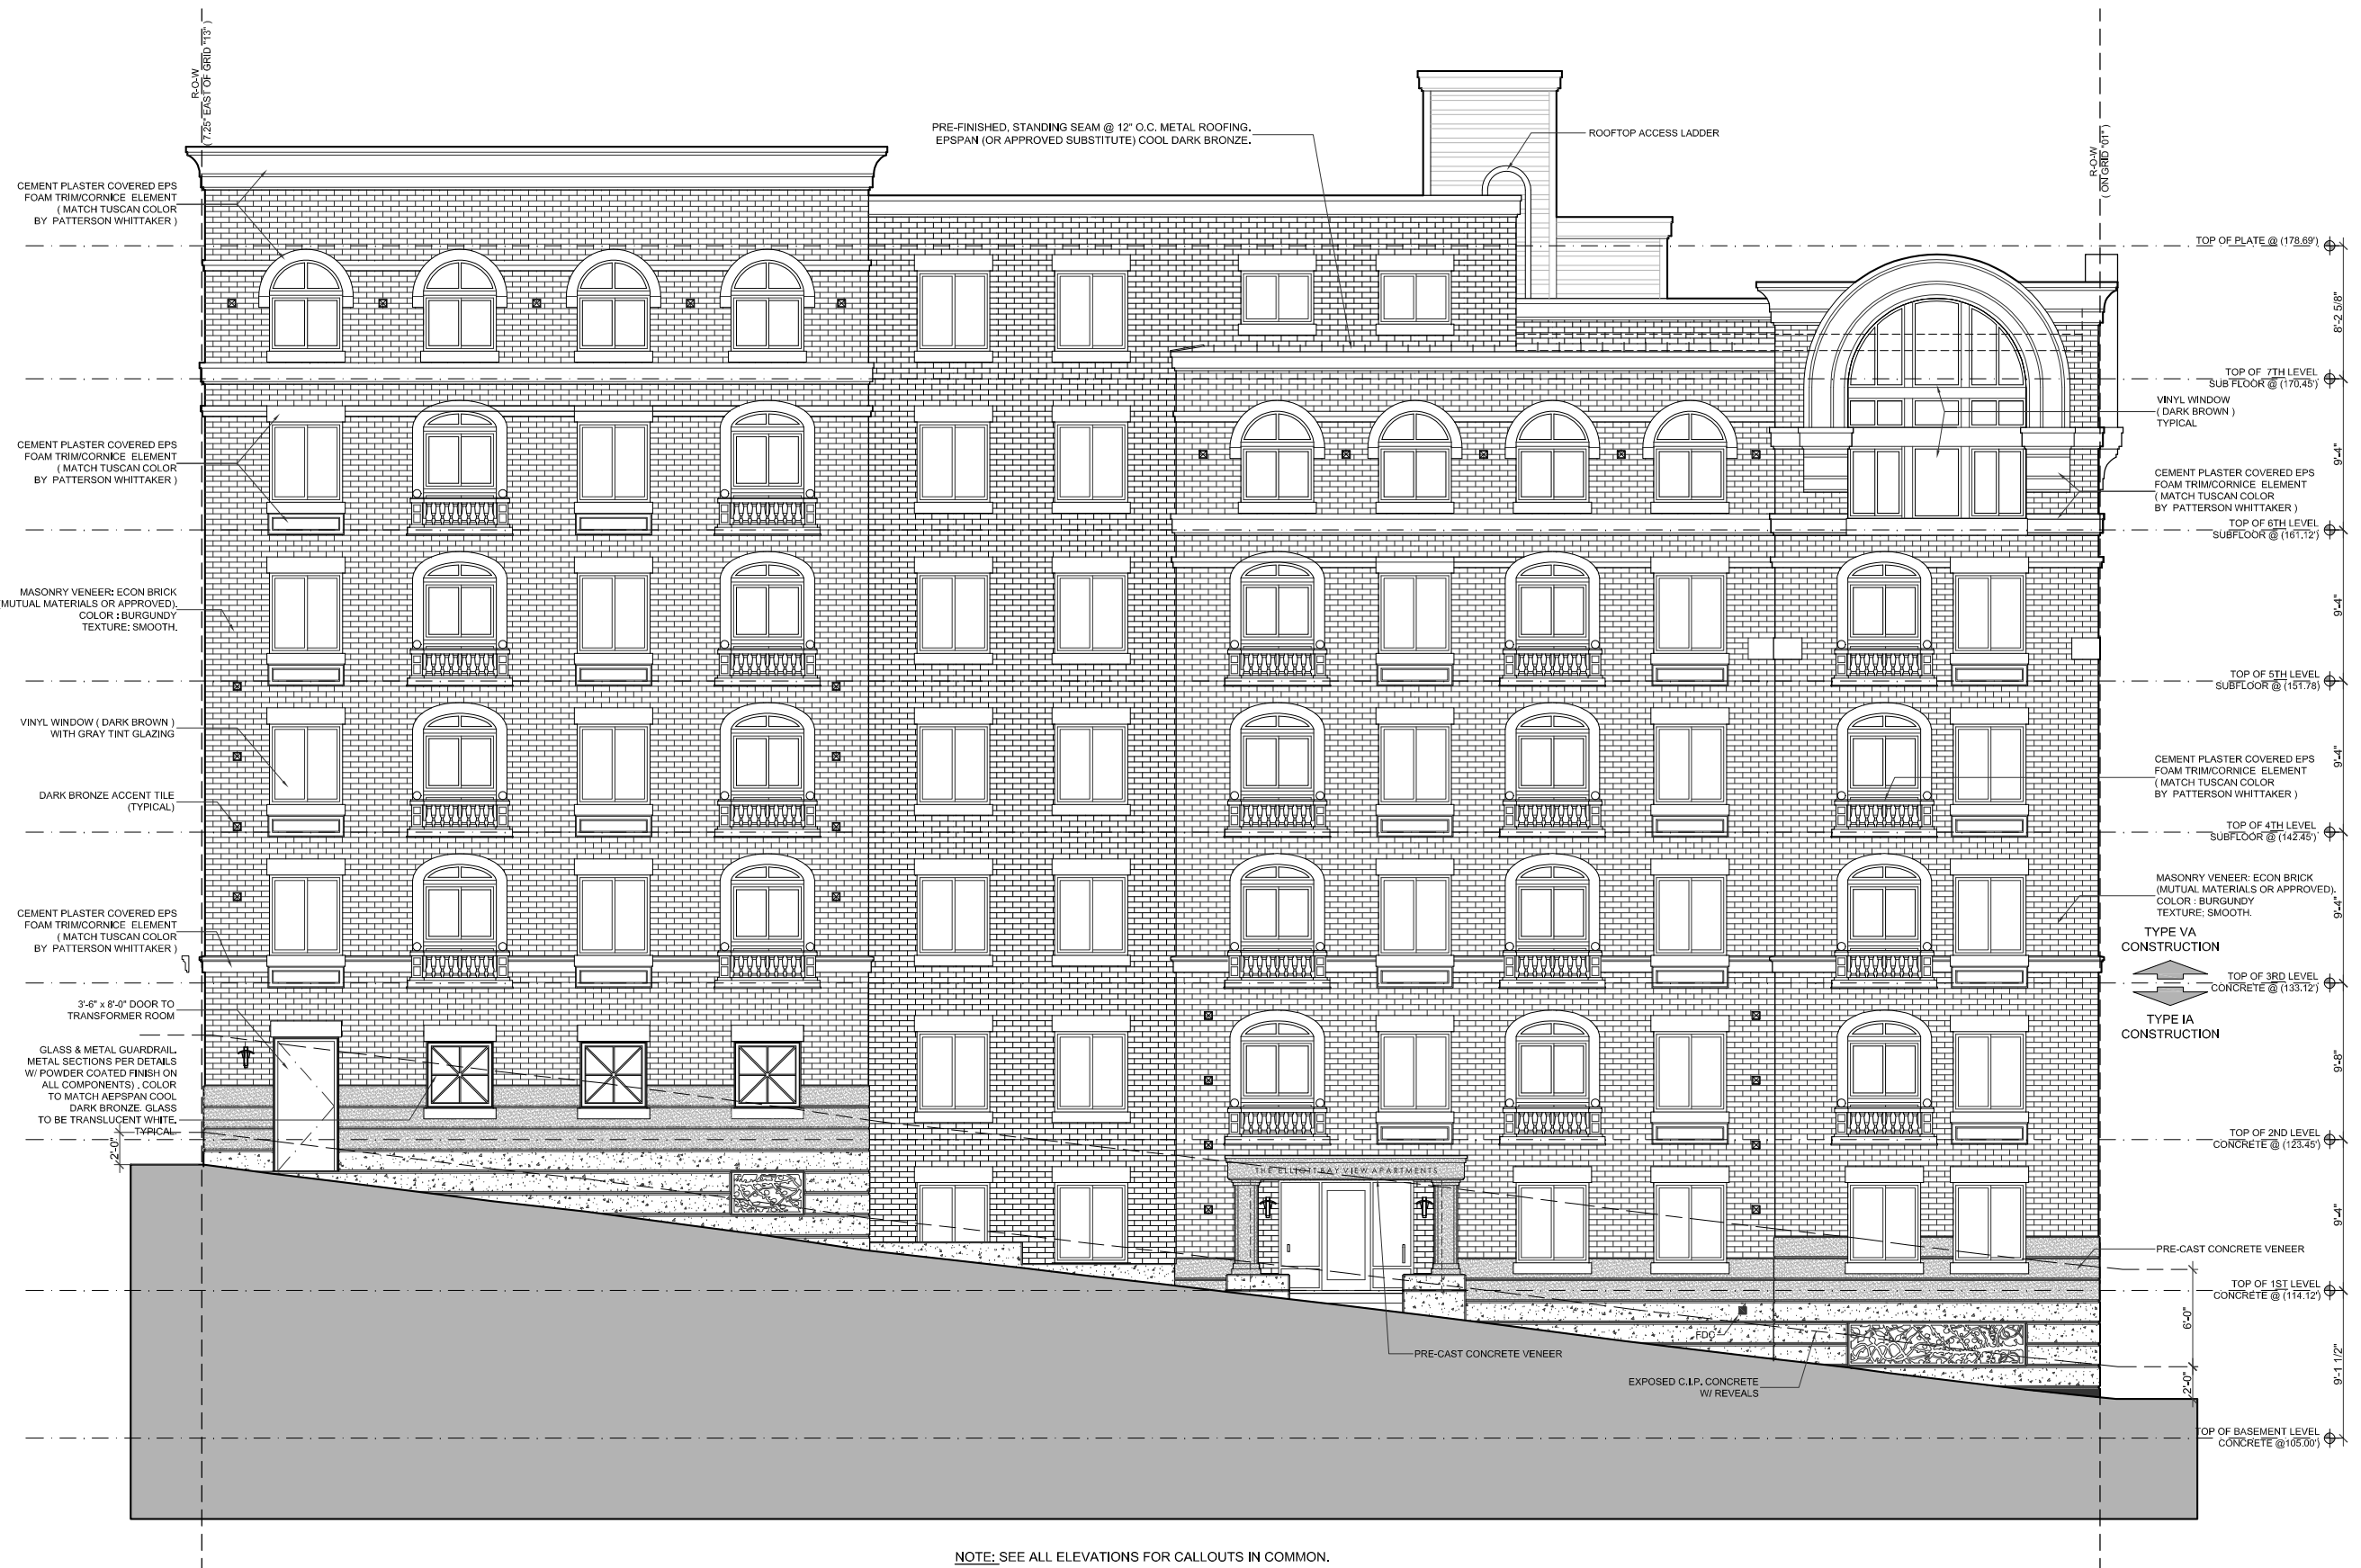 R-O-W
( 7.25" EAST OF GRID "13" )
CEMENT PLASTER COVERED EPS
FOAM TRIM/CORNICE ELEMENT
( MATCH TUSCAN COLOR
BY PATTERSON WHITTAKER )
CEMENT PLASTER COVERED EPS
FOAM TRIM/CORNICE ELEMENT
( MATCH TUSCAN COLOR
BY PATTERSON WHITTAKER )
MASONRY VENEER: ECON BRICK
(MUTUAL MATERIALS OR APPROVED).
COLOR : BURGUNDY
TEXTURE: SMOOTH.
VINYL WINDOW ( DARK BROWN )
WITH GRAY TINT GLAZING
DARK BRONZE ACCENT TILE
(TYPICAL)
CEMENT PLASTER COVERED EPS
FOAM TRIM/CORNICE ELEMENT
( MATCH TUSCAN COLOR
BY PATTERSON WHITTAKER )
3'-6" x 8'-0" DOOR TO
TRANSFORMER ROOM
GLASS & METAL GUARDRAIL.
METAL SECTIONS PER DETAILS
W/ POWDER COATED FINISH ON
ALL COMPONENTS) . COLOR
TO MATCH AEPSPAN COOL
DARK BRONZE. GLASS
TO BE TRANSLUCENT WHITE.
TYPICAL
2'-0"
PRE-FINISHED, STANDING SEAM @ 12" O.C. METAL ROOFING.
EPSPAN (OR APPROVED SUBSTITUTE) COOL DARK BRONZE.
ROOFTOP ACCESS LADDER
THE ELLIOTT BAY VIEW APARTMENTS
FDC
PRE-CAST CONCRETE VENEER
EXPOSED C.I.P. CONCRETE
W/ REVEALS
R-O-W
( ON GRID "01" )
TOP OF PLATE @ (178.69')
8'-2 5/8"
TOP OF 7TH LEVEL
SUB FLOOR @ (170.45')
VINYL WINDOW
( DARK BROWN )
TYPICAL
9'-4"
CEMENT PLASTER COVERED EPS
FOAM TRIM/CORNICE ELEMENT
( MATCH TUSCAN COLOR
BY PATTERSON WHITTAKER )
TOP OF 6TH LEVEL
SUBFLOOR @ (161.12')
9'-4"
TOP OF 5TH LEVEL
SUBFLOOR @ (151.78)
9'-4"
CEMENT PLASTER COVERED EPS
FOAM TRIM/CORNICE ELEMENT
( MATCH TUSCAN COLOR
BY PATTERSON WHITTAKER )
TOP OF 4TH LEVEL
SUBFLOOR @ (142.45')
MASONRY VENEER: ECON BRICK
(MUTUAL MATERIALS OR APPROVED).
COLOR : BURGUNDY
TEXTURE: SMOOTH.
9'-4"
TYPE VA
CONSTRUCTION
TOP OF 3RD LEVEL
CONCRETE @ (133.12')
TYPE IA
CONSTRUCTION
9'-8"
TOP OF 2ND LEVEL
CONCRETE @ (123.45')
9'-4"
PRE-CAST CONCRETE VENEER
TOP OF 1ST LEVEL
CONCRETE @ (114.12')
6'-0"
9'-1 1/2"
2'-0"
TOP OF BASEMENT LEVEL
CONCRETE @105.00')
NOTE: SEE ALL ELEVATIONS FOR CALLOUTS IN COMMON.